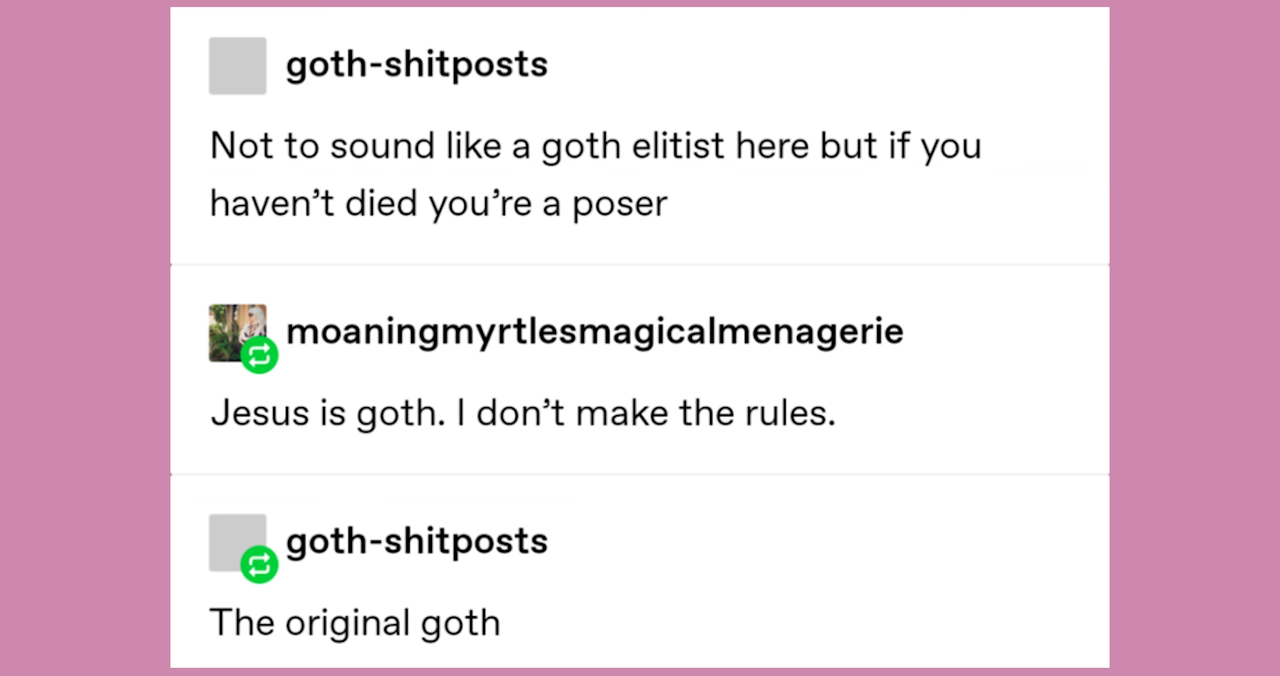 goth-shitposts
Not to sound like a goth elitist here but if you
haven’t died you’re a poser
moaningmyrtlesmagicalmenagerie
Jesus is goth. I don’t make the rules.
goth-shitposts
The original goth